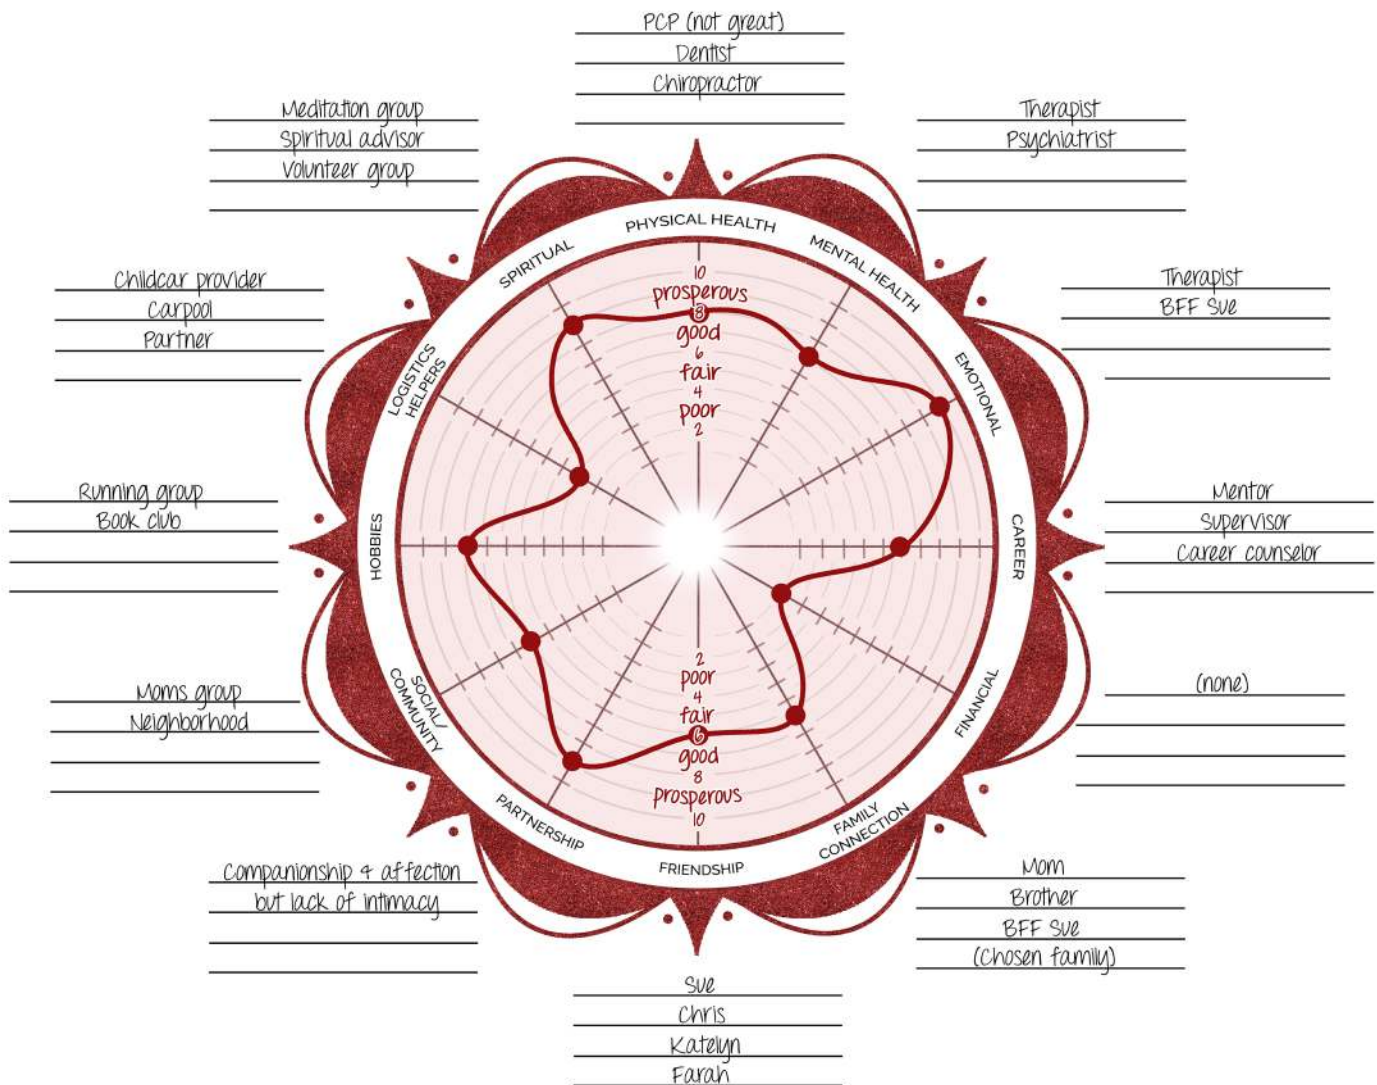 PCP (not great)
Dentist
Chiropractor
Meditation group
Spiritual advisor
Volunteer group
Therapist
Psychiatrist
Childcar provider
Carpool
Partner
Therapist
BFF Sue
Running group
Book club
Mentor
Supervisor
Career counselor
Moms group
Neighborhood
(none)
Companionship & affection
but lack of intimacy
Mom
Brother
BFF Sue
(Chosen family)
Sue
Chris
Katelyn
Farah
PHYSICAL HEALTH
MENTAL HEALTH
EMOTIONAL
CAREER
FINANCIAL
FAMILY
CONNECTION
FRIENDSHIP
PARTNERSHIP
SOCIAL/
COMMUNITY
HOBBIES
LOGISTICS
HELPERS
SPIRITUAL
10
prosperous
8
good
6
fair
4
poor
2
2
poor
4
fair
6
good
8
prosperous
10